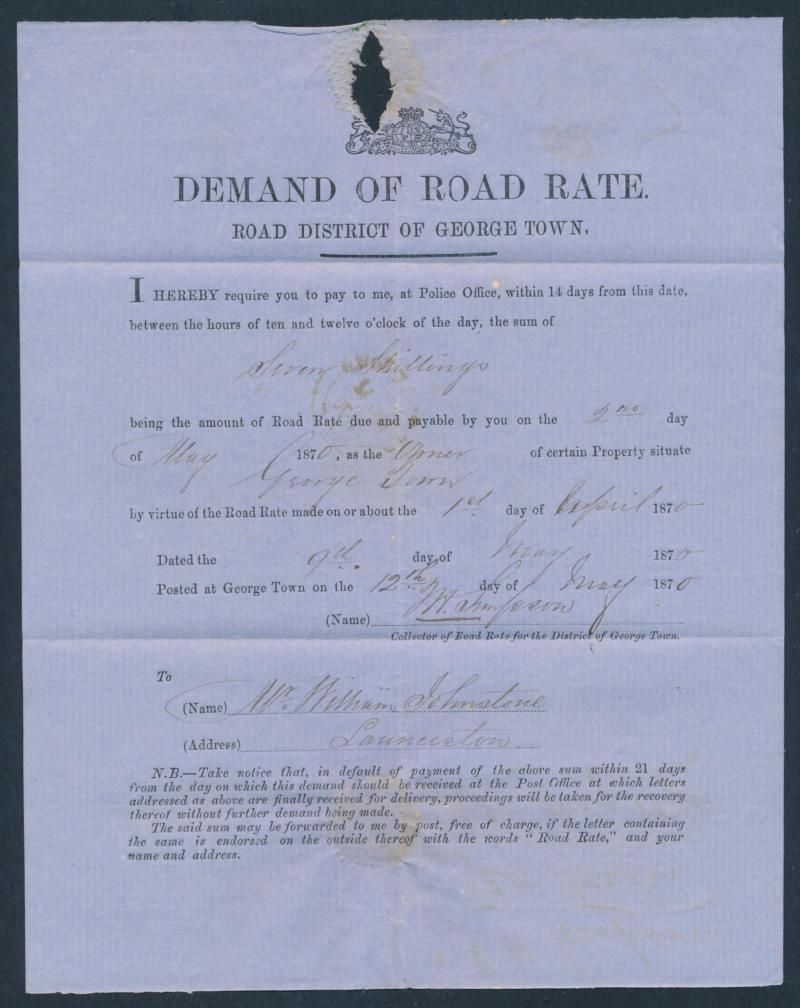 DEMAND OF ROAD RATE.
ROAD DISTRICT OF GEORGE TOWN.
I HEREBY require you to pay to me, at Police Office, within 14 days from this date,
between the hours of ten and twelve o'clock of the day, the sum of
Seven Shillings
being the amount of Road Rate due and payable by you on the 2nd day
of May 1870, as the Owner of certain Property situate
George Town
by virtue of the Road Rate made on or about the 1st day of April 1870
Dated the 9th day of May 1870
Posted at George Town on the 12th day of May 1870
(Name) Simpson
Collector of Road Rate for the District of George Town.
To
(Name) Mr. William Johnstone
(Address) Launceston
N.B.—Take notice that, in default of payment of the above sum within 21 days
from the day on which this demand should be received at the Post Office at which letters
addressed as above are finally received for delivery, proceedings will be taken for the recovery
thereof without further demand being made.
The said sum may be forwarded to me by post, free of charge, if the letter containing
the same is endorsed on the outside thereof with the words "Road Rate," and your
name and address.